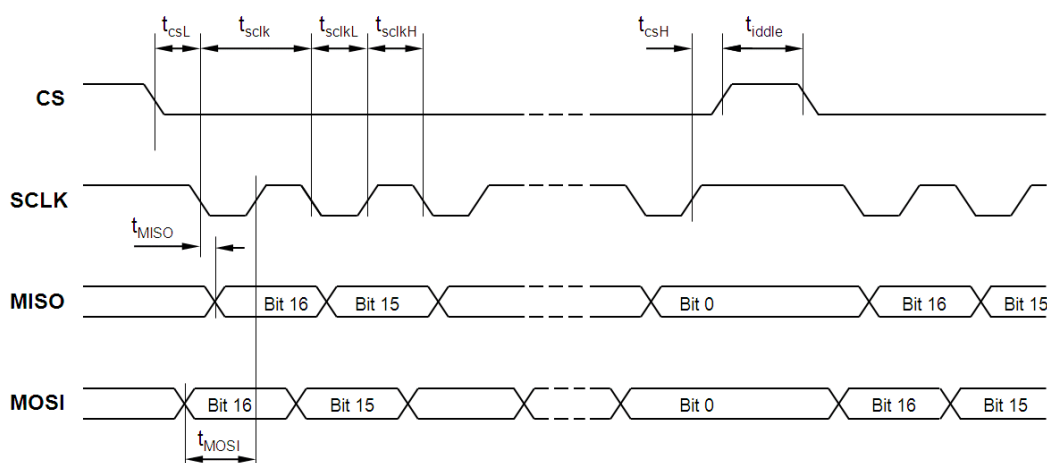 tcsL tsclk tsclkL tsclkH tcsH tiddle
CS
SCLK
tMISO
MISO Bit 16 Bit 15 Bit 0 Bit 16 Bit 15
MOSI Bit 16 Bit 15 Bit 0 Bit 16 Bit 15
tMOSI